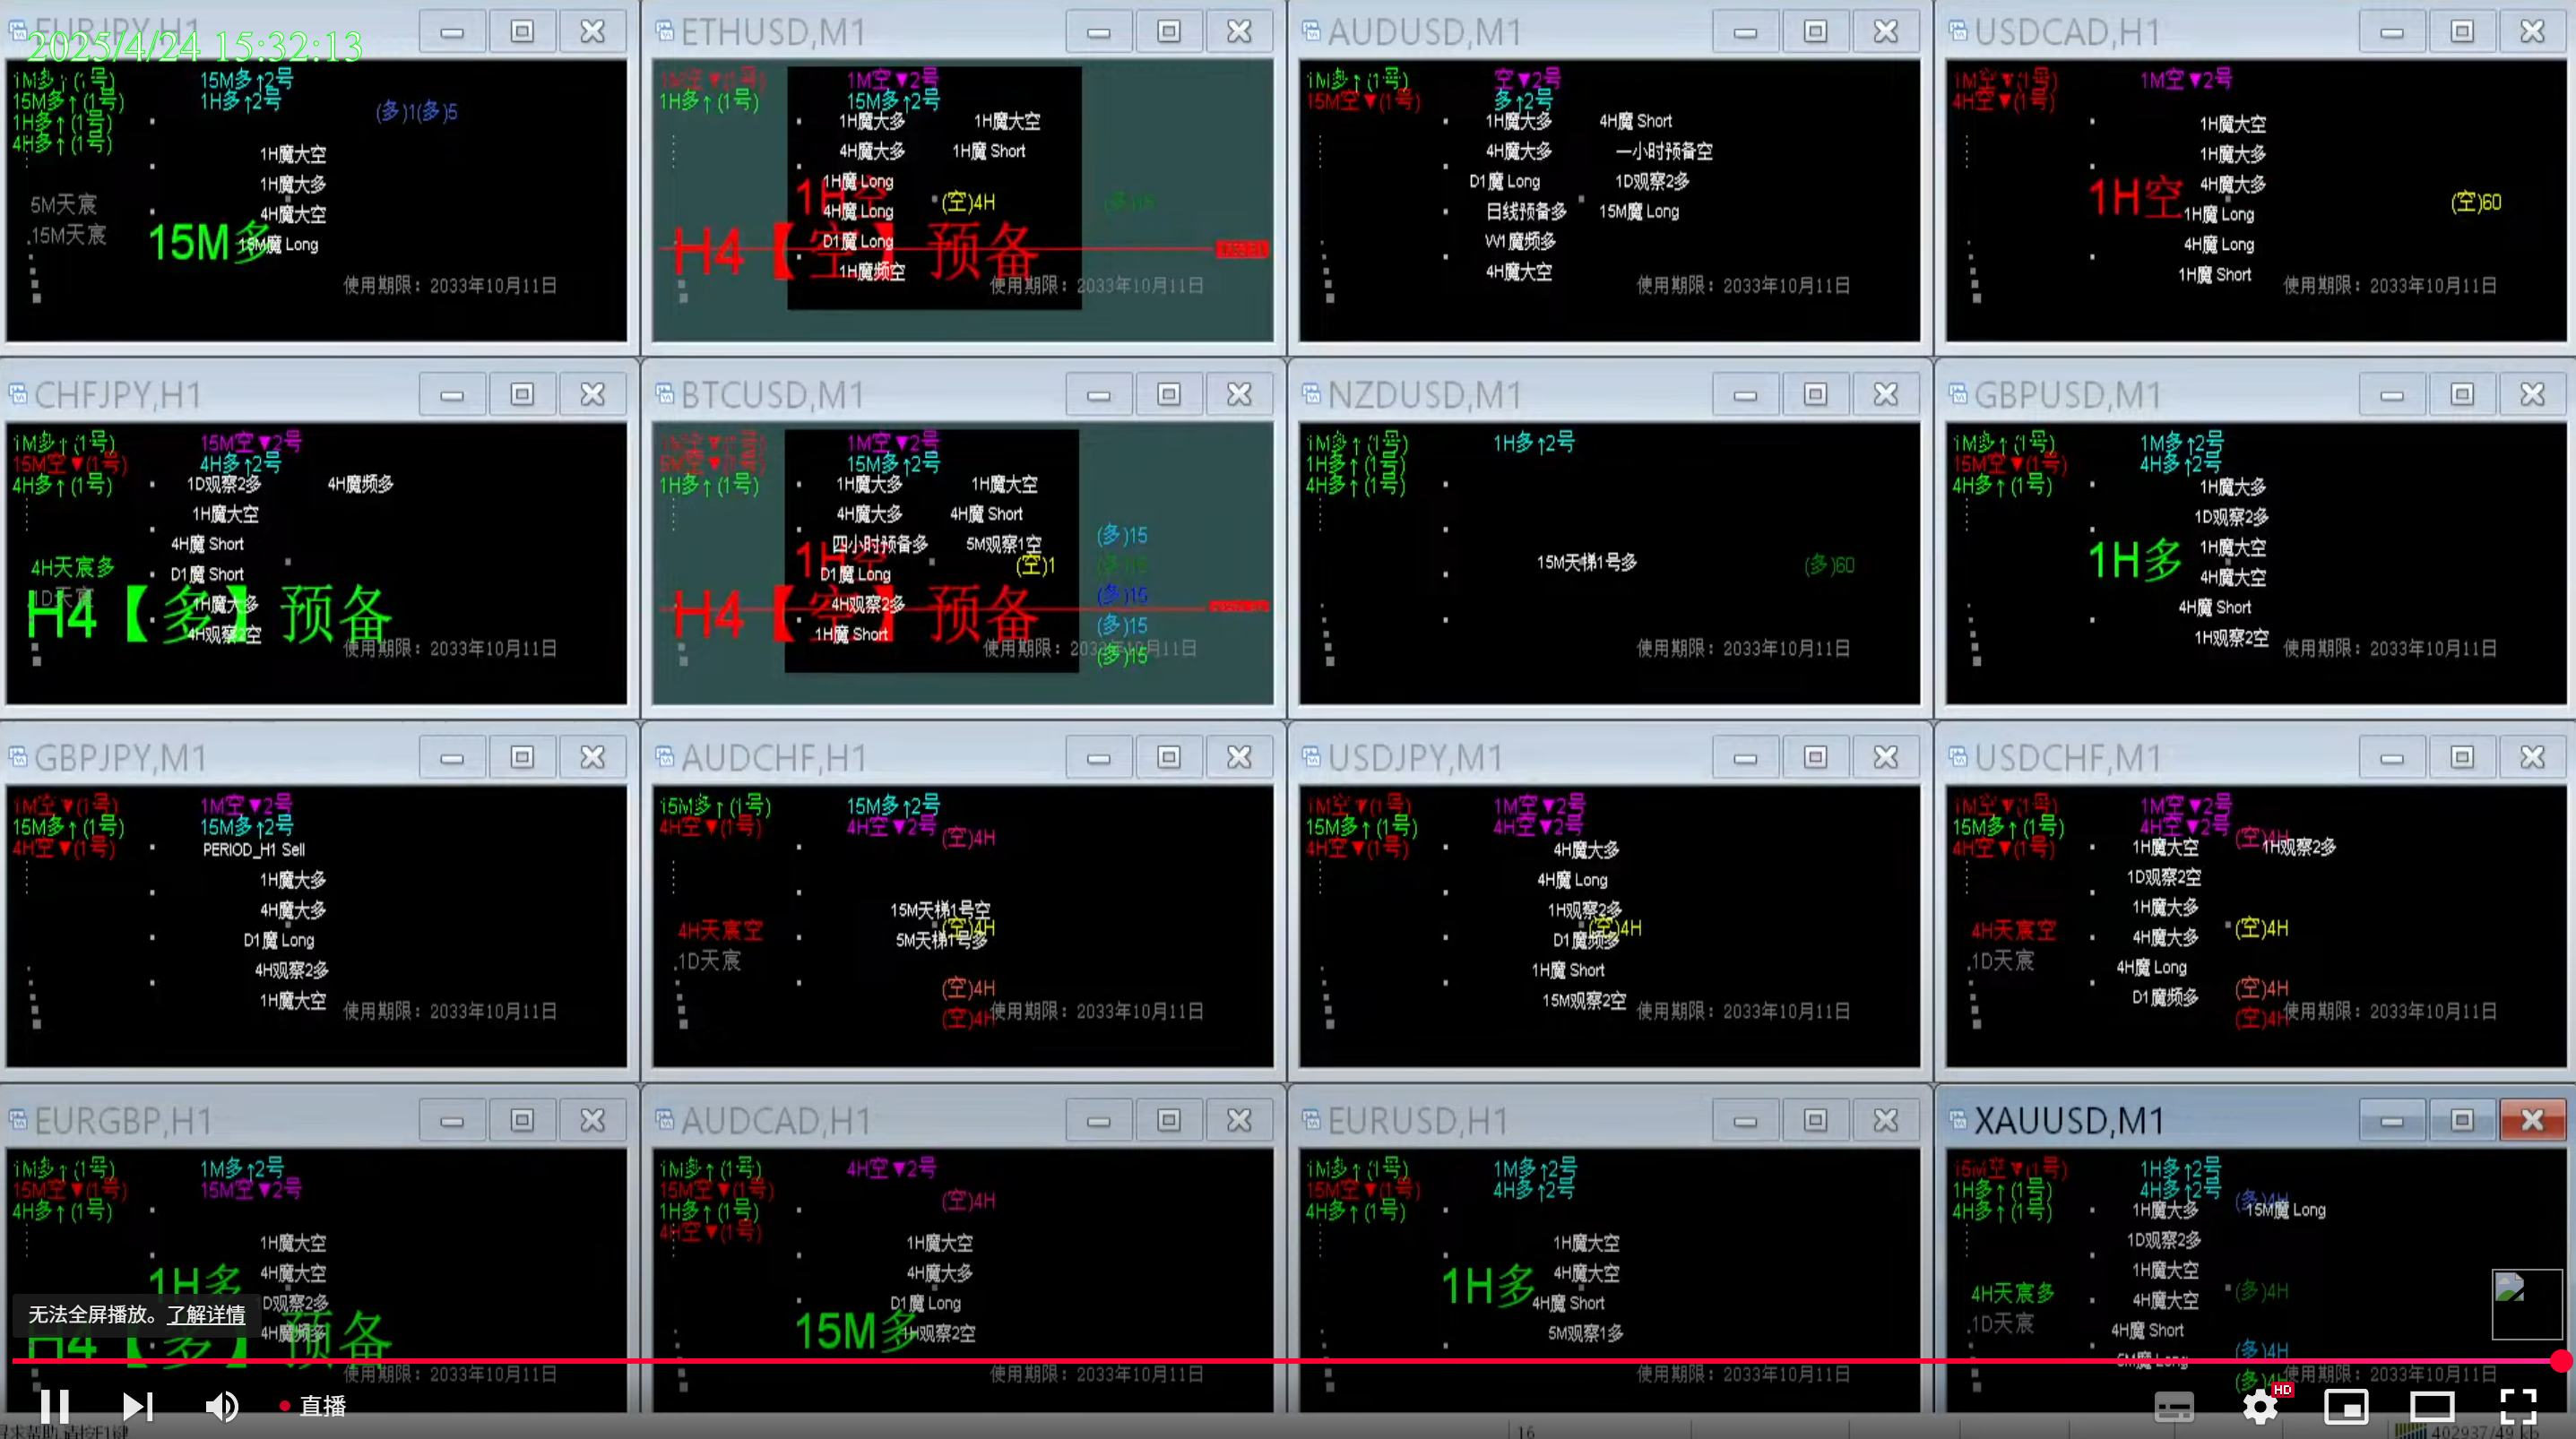 EURJPY,H1
2025/4/24 15:32:13
1M多↑(1号)
15M多↑2号
15M多↑(1号)
1H多↑2号
(多)1(多)5
1H多↑(1号)
4H多↑(1号)
1H魔大空
1H魔大多
5M天宸
4H魔大空
15M天宸
15M多
15M魔 Long
使用期限：2033年10月11日
ETHUSD,M1
1M空▼(1号)
1M空▼2号
1H多↑(1号)
15M多↑2号
1H魔大多
1H魔大空
4H魔大多
1H魔 Short
1H魔 Long
1H空
(空)4H
(多)15
4H魔 Long
D1魔 Long
H4【空】预备
1H魔频空
使用期限：2033年10月11日
AUDUSD,M1
1M多↑(1号)
空▼2号
15M空▼(1号)
多↑2号
1H魔大多
4H魔 Short
4H魔大多
一小时预备空
D1魔 Long
1D观察2多
日线预备多
15M魔 Long
W1魔频多
4H魔大空
使用期限：2033年10月11日
USDCAD,H1
1M空▼(1号)
1M空▼2号
4H空▼(1号)
1H魔大空
1H魔大多
4H魔大多
1H空
(空)60
1H魔 Long
4H魔 Long
1H魔 Short
使用期限：2033年10月11日
CHFJPY,H1
1M多↑(1号)
15M空▼2号
15M空▼(1号)
4H多↑2号
4H多↑(1号)
1D观察2多
4H魔频多
1H魔大空
4H魔 Short
4H天宸多
D1魔 Short
1D天宸
1H魔大多
H4【多】预备
4H观察2空
使用期限：2033年10月11日
BTCUSD,M1
1M空▼(1号)
1M空▼2号
5M空▼(1号)
15M多↑2号
1H多↑(1号)
1H魔大多
1H魔大空
4H魔大多
4H魔 Short
(多)15
四小时预备多
5M观察1空
1H空
(空)1
(多)15
D1魔 Long
(多)15
4H观察2多
H4【空】预备
(多)15
1H魔 Short
使用期限：2033年10月11日
(多)15
NZDUSD,M1
1M多↑(1号)
1H多↑2号
1H多↑(1号)
4H多↑(1号)
15M天梯1号多
(多)60
使用期限：2033年10月11日
GBPUSD,M1
1M多↑(1号)
1M多↑2号
15M空▼(1号)
4H多↑2号
4H多↑(1号)
1H魔大多
1D观察2多
1H魔大空
1H多
4H魔大空
4H魔 Short
1H观察2空
使用期限：2033年10月11日
GBPJPY,M1
1M空▼(1号)
1M空▼2号
15M多↑(1号)
15M多↑2号
4H空▼(1号)
PERIOD_H1 Sell
1H魔大多
4H魔大多
D1魔 Long
4H观察2多
1H魔大空
使用期限：2033年10月11日
AUDCHF,H1
15M多↑(1号)
15M多↑2号
4H空▼(1号)
4H空▼2号
(空)4H
15M天梯1号空
4H天宸空
(空)4H
5M天梯1号多
1D天宸
(空)4H
(空)4H
使用期限：2033年10月11日
USDJPY,M1
1M空▼(1号)
1M空▼2号
15M多↑(1号)
4H空▼2号
4H空▼(1号)
4H魔大多
4H魔 Long
1H观察2多
(空)4H
D1魔频多
1H魔 Short
15M观察2空
使用期限：2033年10月11日
USDCHF,M1
1M空▼(1号)
1M空▼2号
15M多↑(1号)
4H空▼2号
(空)4H
4H空▼(1号)
1H魔大空
1H观察2多
1D观察2空
1H魔大多
4H天宸空
4H魔大多
(空)4H
1D天宸
4H魔 Long
D1魔频多
(空)4H
(空)4H
使用期限：2033年10月11日
EURGBP,H1
1M多↑(1号)
1M多↑2号
15M空▼(1号)
15M空▼2号
4H多↑(1号)
1H魔大空
1H多
4H魔大空
1D观察2多
4H魔频多
H4【多】预备
使用期限：2033年10月11日
无法全屏播放。了解详情
AUDCAD,H1
1M多↑(1号)
4H空▼2号
15M空▼(1号)
(空)4H
1H多↑(1号)
4H空▼(1号)
1H魔大空
4H魔大多
D1魔 Long
15M多
1H观察2空
使用期限：2033年10月11日
EURUSD,H1
1M多↑(1号)
1M多↑2号
15M空▼(1号)
4H多↑2号
4H多↑(1号)
1H魔大空
4H魔大空
1H多
4H魔 Short
5M观察1多
使用期限：2033年10月11日
XAUUSD,M1
15M空▼(1号)
1H多↑2号
1H多↑(1号)
4H多↑2号
(多)4H
4H多↑(1号)
1H魔大多
15M魔 Long
1D观察2多
1H魔大空
4H天宸多
4H魔大空
(多)4H
1D天宸
4H魔 Short
(多)4H
5M魔 Long
使用期限：2033年10月11日
直播
HD
寻求帮助,请按F1键
16
402937/49 kb